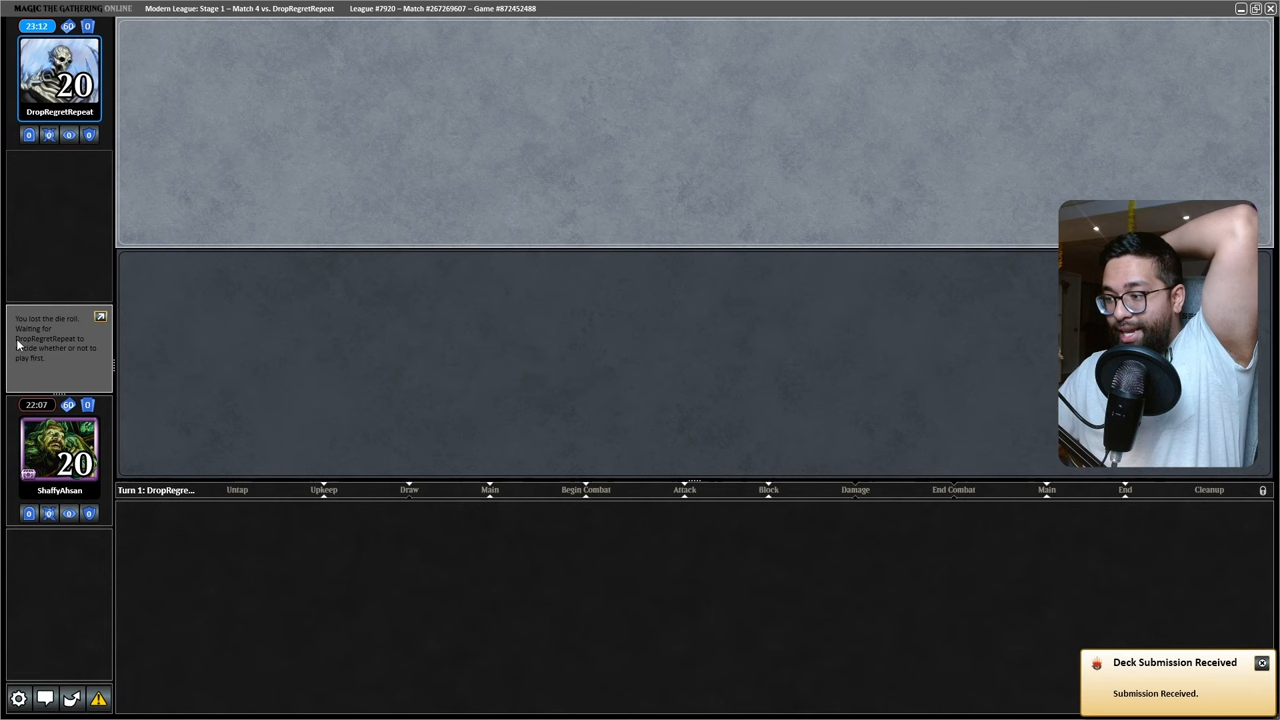 MAGIC THE GATHERING ONLINE Modern League: Stage 1 – Match 4 vs. DropRegretRepeat League #7920 – Match #267269607 – Game #872452488
23:12 60 0
20
DropRegretRepeat
0 0 0 0
You lost the die roll.
Waiting for
DropRegretRepeat to
decide whether or not to
play first.
22:07 60 0
20
ShaffyAhsan
Turn 1: DropRegre... Untap Upkeep Draw Main Begin Combat Attack Block Damage End Combat Main End Cleanup
0 0 0 0
Deck Submission Received
Submission Received.